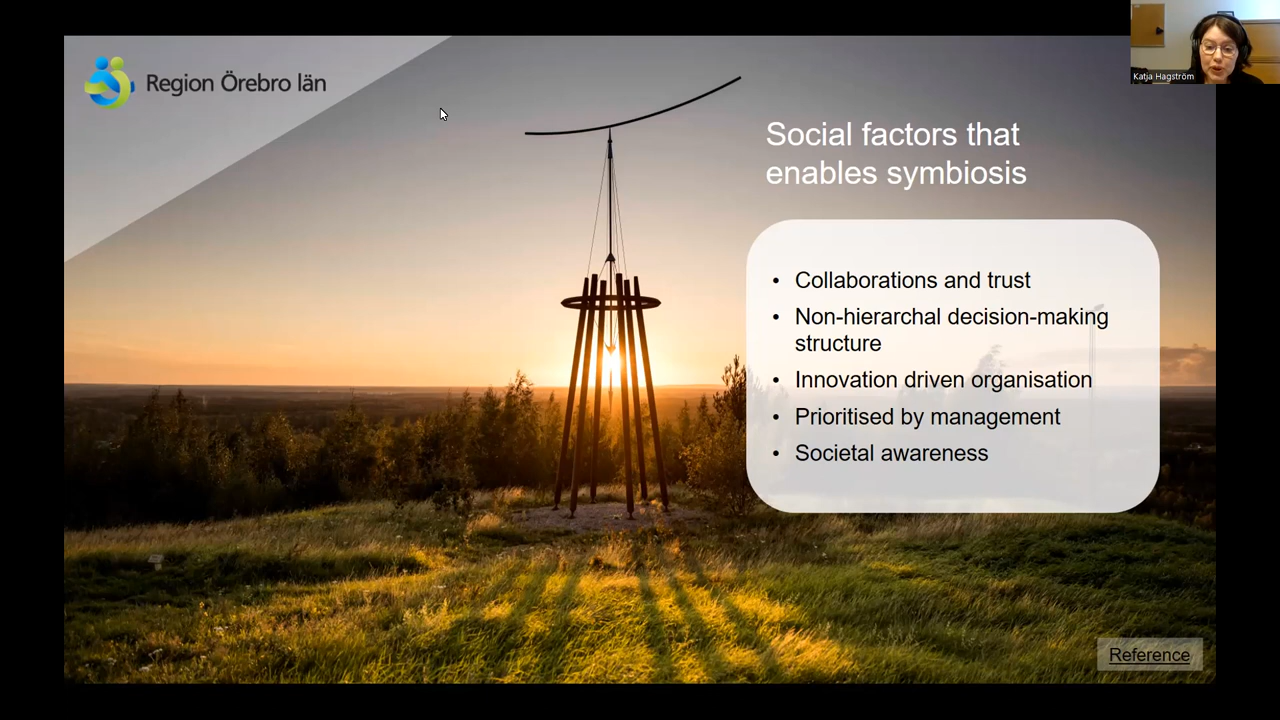 Region Örebro län
Katja Hagström
Social factors that
enables symbiosis
• Collaborations and trust
• Non-hierarchal decision-making
structure
• Innovation driven organisation
• Prioritised by management
• Societal awareness
Reference